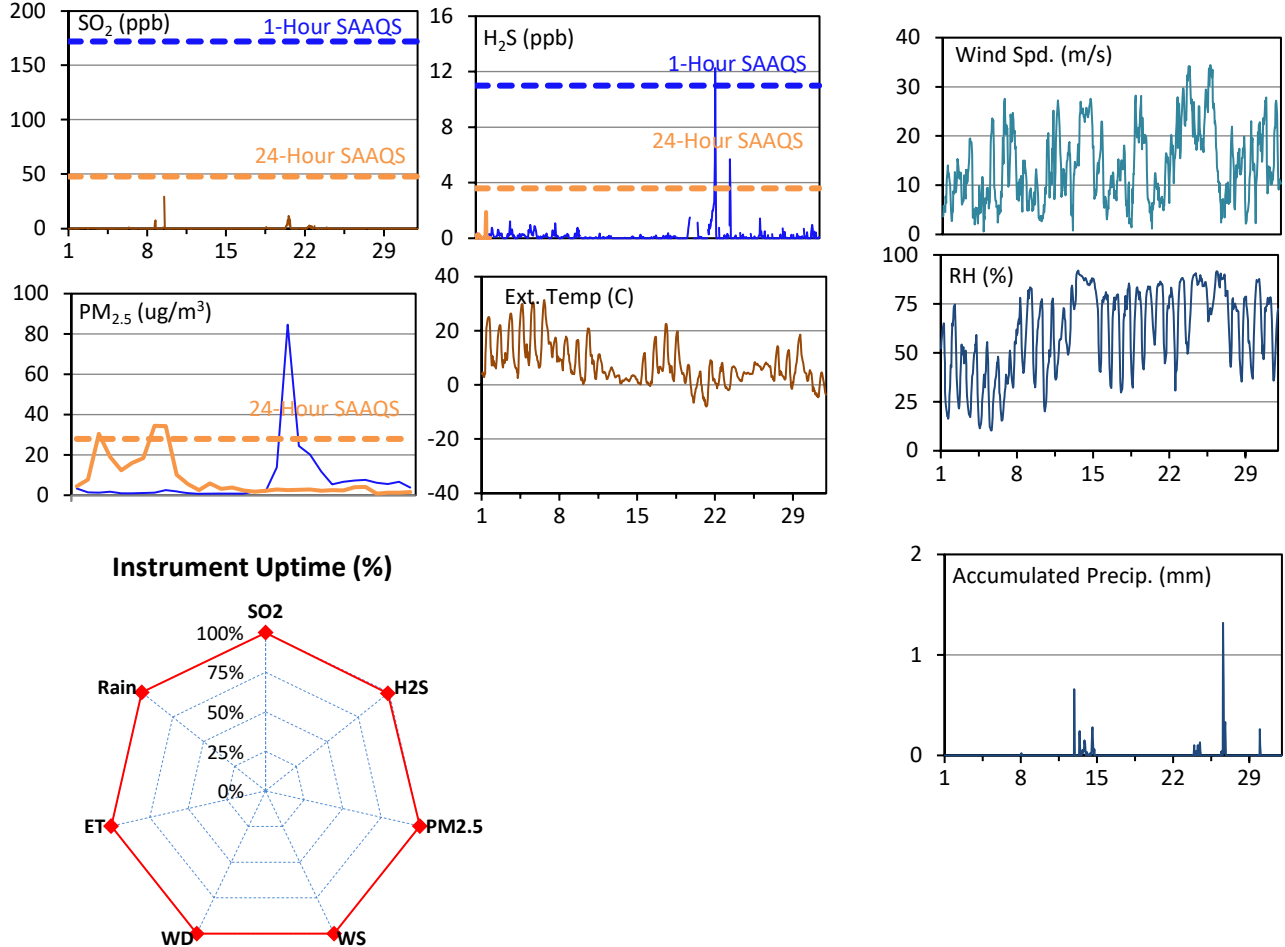 SO2 (ppb)
1-Hour SAAQS
24-Hour SAAQS
200
150
100
50
0
1 8 15 22 29
H2S (ppb)
1-Hour SAAQS
24-Hour SAAQS
16
12
8
4
0
Wind Spd. (m/s)
40
30
20
10
0
PM2.5 (ug/m³)
24-Hour SAAQS
100
80
60
40
20
0
Ext. Temp (C)
40
20
0
-20
-40
1 8 15 22 29
RH (%)
100
75
50
25
0
1 8 15 22 29
Instrument Uptime (%)
SO2
H2S
PM2.5
WS
WD
ET
Rain
100%
75%
50%
25%
0%
Accumulated Precip. (mm)
2
1
0
1 8 15 22 29